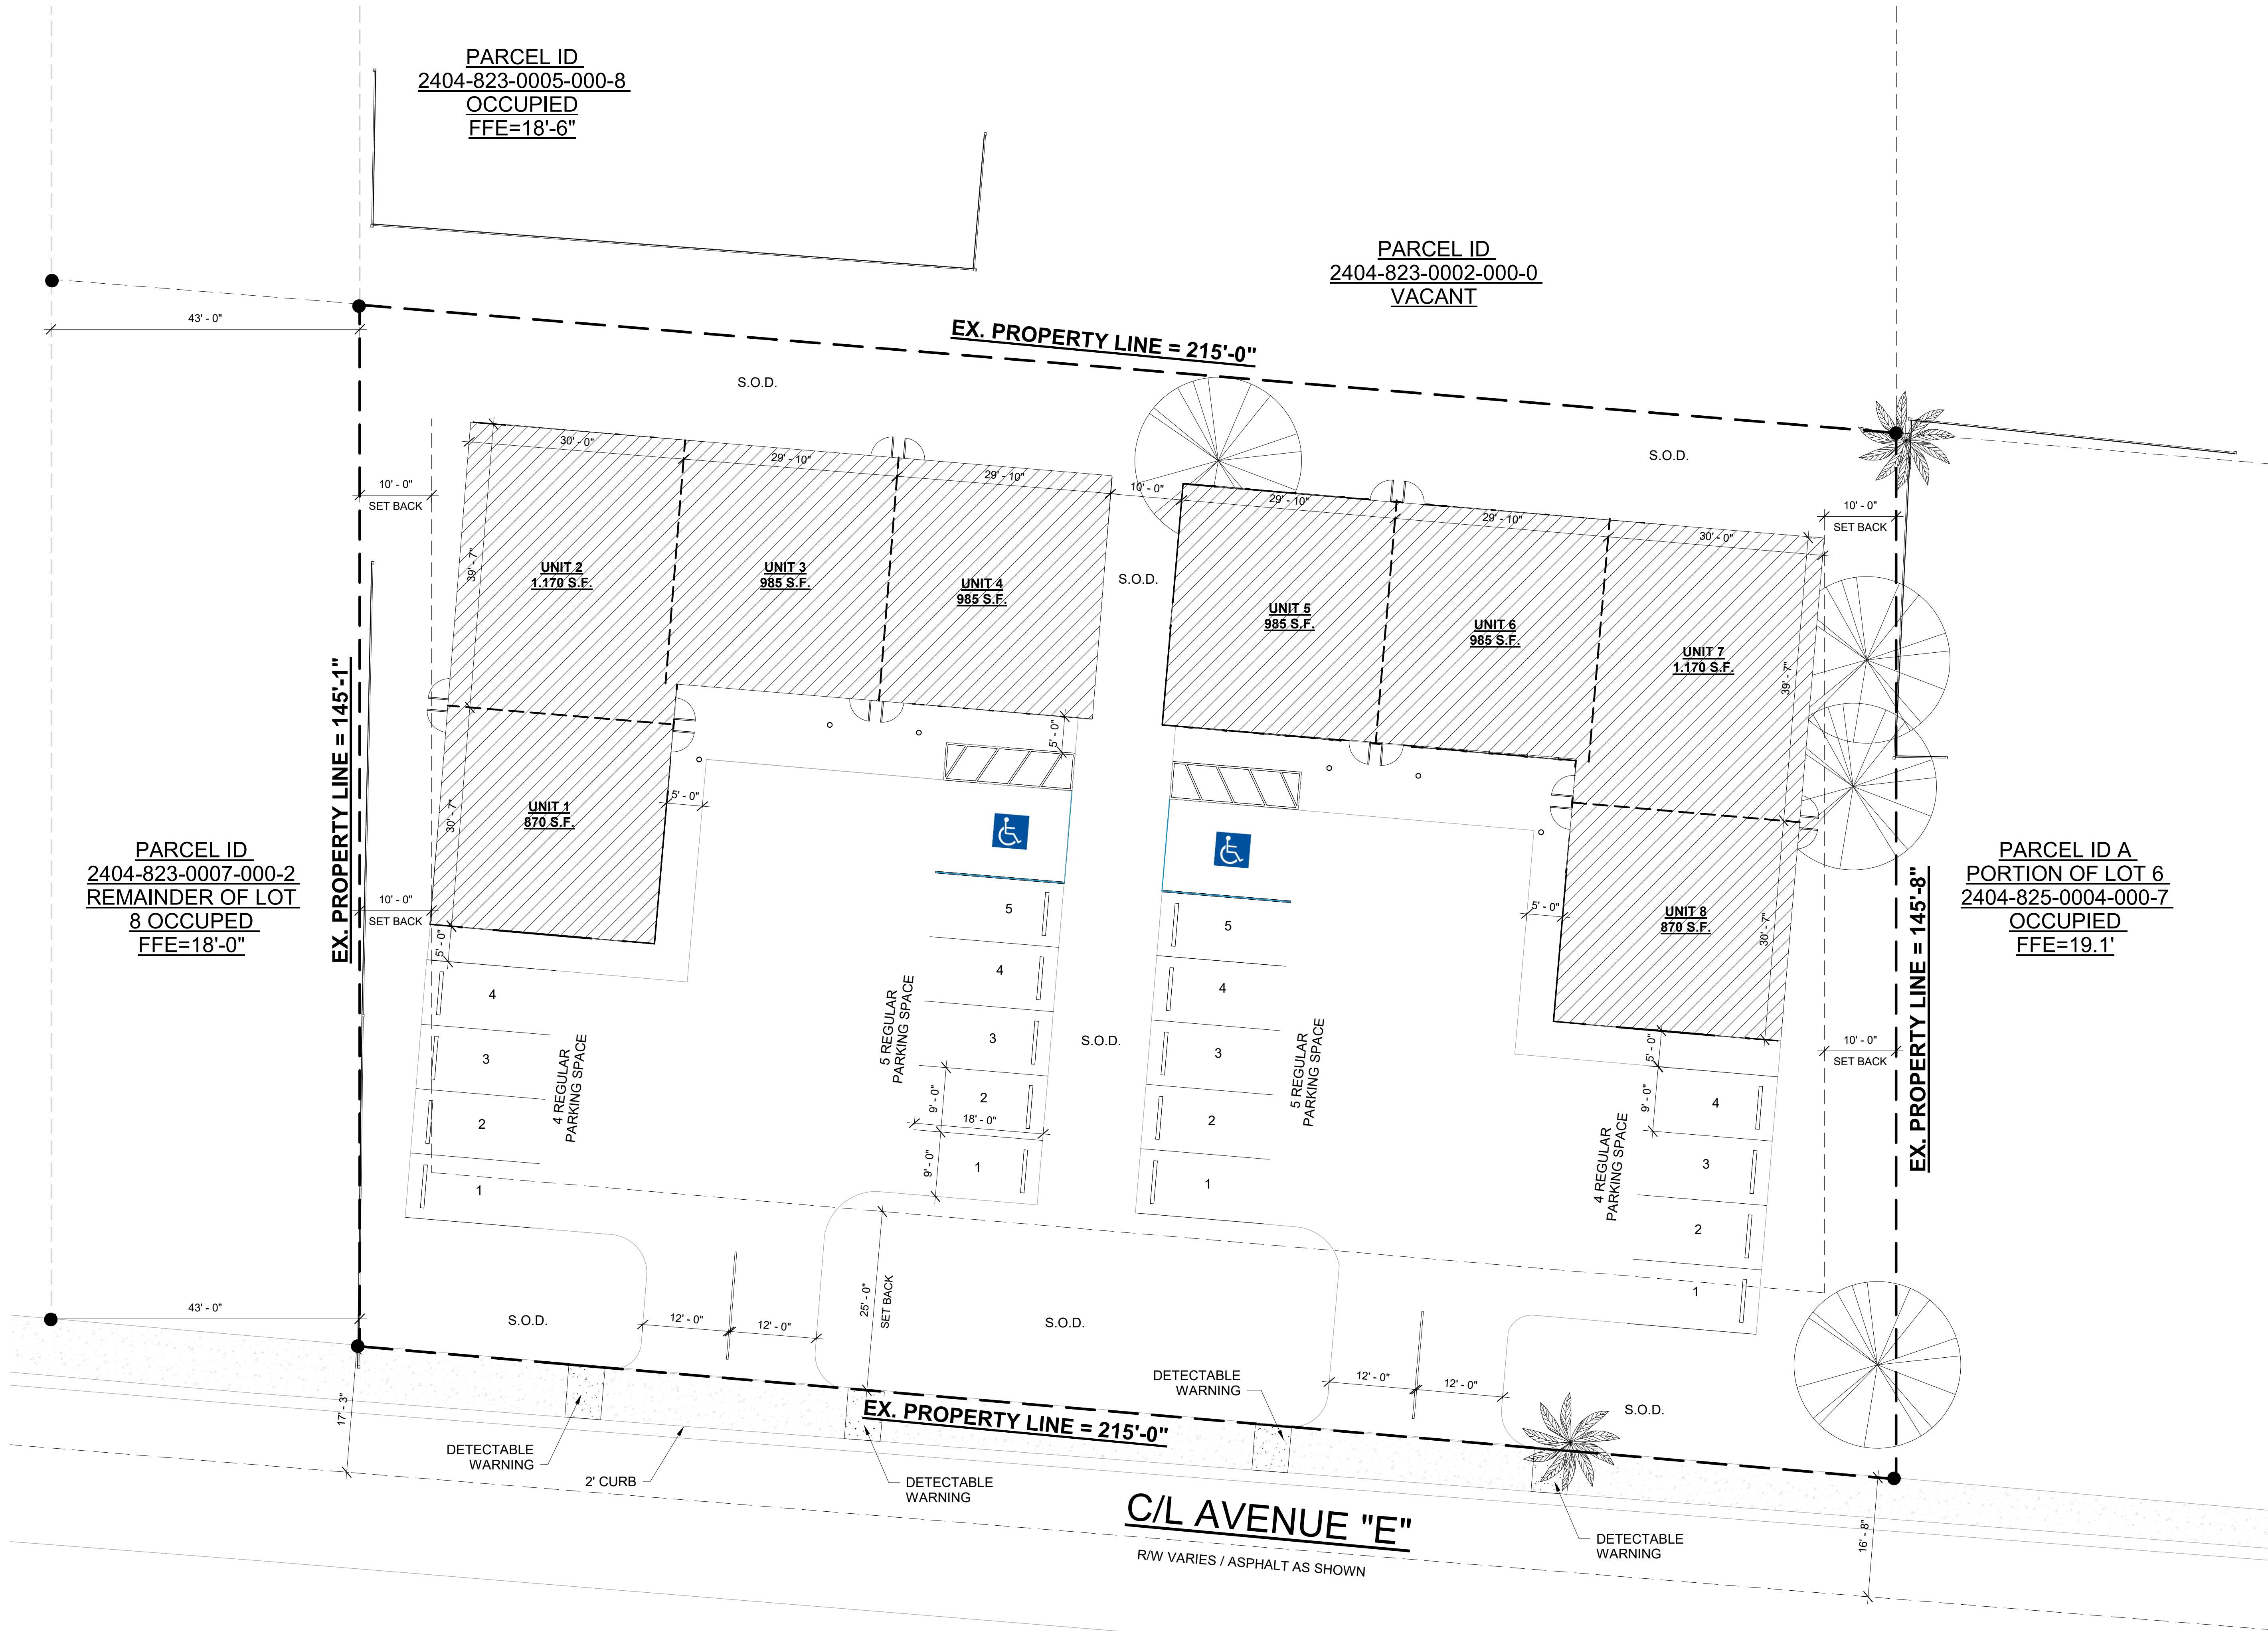 PARCEL ID
2404-823-0005-000-8
OCCUPIED
FFE=18'-6"
PARCEL ID
2404-823-0002-000-0
VACANT
43' - 0"
EX. PROPERTY LINE = 215'-0"
S.O.D.
S.O.D.
30' - 0"
29' - 10"
29' - 10"
10' - 0"
29' - 10"
29' - 10"
30' - 0"
10' - 0"
SET BACK
10' - 0"
SET BACK
39' - 7"
UNIT 2
1.170 S.F.
UNIT 3
985 S.F.
UNIT 4
985 S.F.
S.O.D.
UNIT 5
985 S.F.
UNIT 6
985 S.F.
UNIT 7
1.170 S.F.
39' - 7"
EX. PROPERTY LINE = 145'-1"
5' - 0"
30' - 7"
UNIT 1
870 S.F.
5' - 0"
PARCEL ID
2404-823-0007-000-2
REMAINDER OF LOT
8 OCCUPED
FFE=18'-0"
10' - 0"
SET BACK
5' - 0"
5
5
5' - 0"
UNIT 8
870 S.F.
30' - 7"
EX. PROPERTY LINE = 145'-8"
PARCEL ID A
PORTION OF LOT 6
2404-825-0004-000-7
OCCUPIED
FFE=19.1'
4
3
2
1
4 REGULAR
PARKING SPACE
5 REGULAR
PARKING SPACE
4
3
2
1
9' - 0"
18' - 0"
9' - 0"
S.O.D.
4
3
2
1
5 REGULAR
PARKING SPACE
5' - 0"
10' - 0"
SET BACK
9' - 0"
4 REGULAR
PARKING SPACE
4
3
2
1
43' - 0"
S.O.D.
12' - 0"
12' - 0"
25' - 0"
SET BACK
S.O.D.
12' - 0"
12' - 0"
S.O.D.
17' - 3"
DETECTABLE
WARNING
2' CURB
EX. PROPERTY LINE = 215'-0"
DETECTABLE
WARNING
DETECTABLE
WARNING
DETECTABLE
WARNING
16' - 8"
C/L AVENUE "E"
R/W VARIES / ASPHALT AS SHOWN